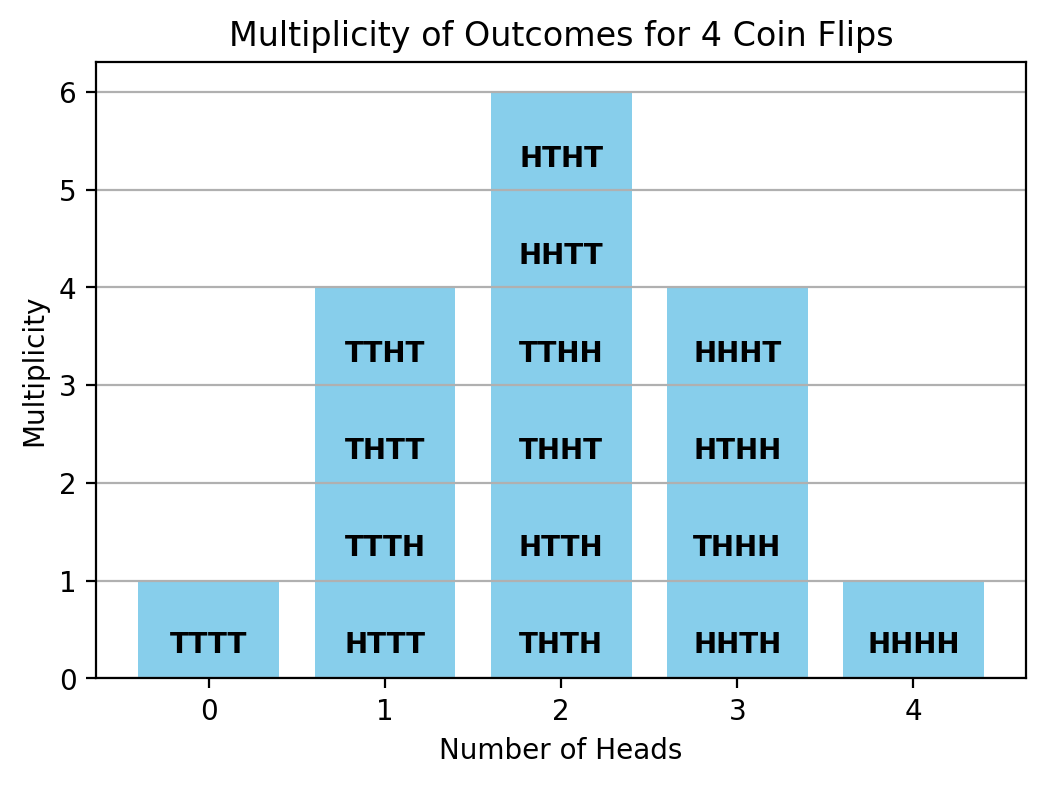 Multiplicity of Outcomes for 4 Coin Flips
6
HTHT
5
HHTT
4
TTHT TTHH HHHT
3
Multiplicity
THTT THHT HTHH
2
TTTH HTTH THHH
1
TTTT HTTT THTH HHTH HHHH
0
0 1 2 3 4
Number of Heads